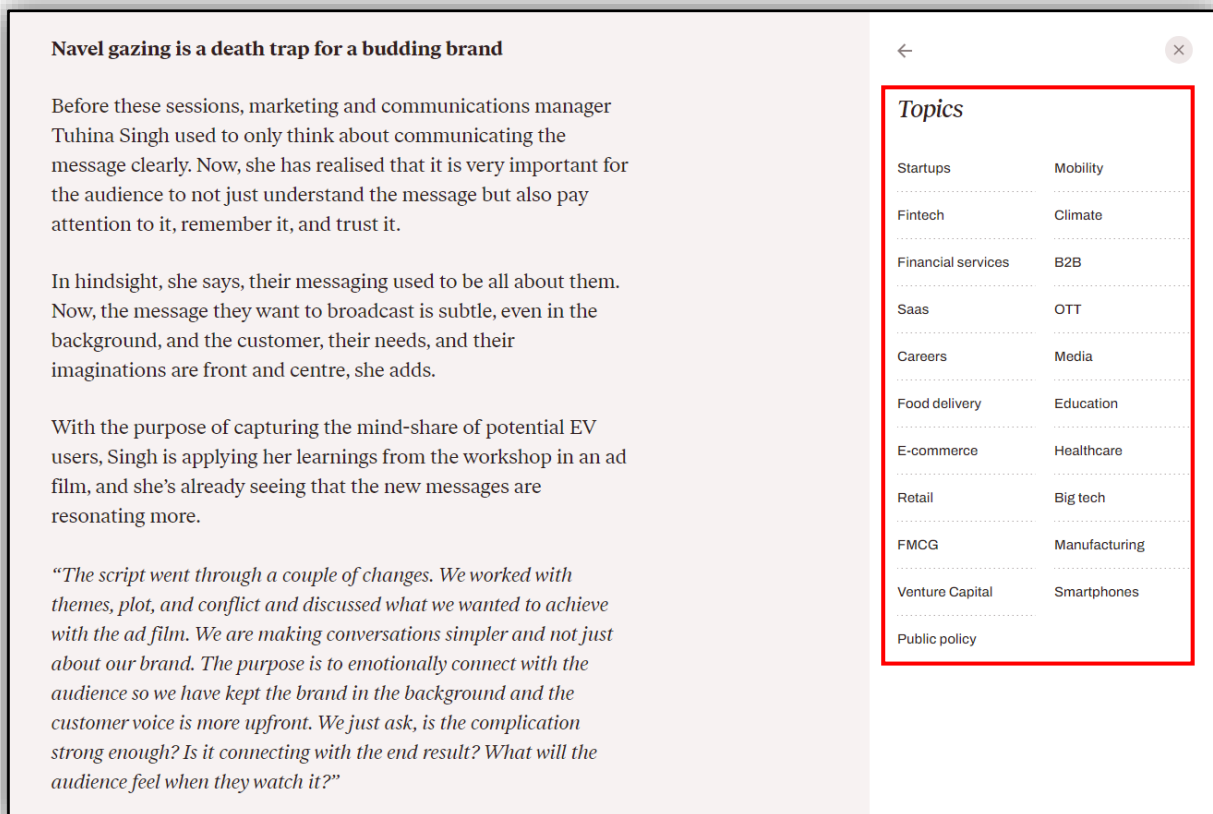 Navel gazing is a death trap for a budding brand
Before these sessions, marketing and communications manager
Tuhina Singh used to only think about communicating the
message clearly. Now, she has realised that it is very important for
the audience to not just understand the message but also pay
attention to it, remember it, and trust it.
In hindsight, she says, their messaging used to be all about them.
Now, the message they want to broadcast is subtle, even in the
background, and the customer, their needs, and their
imaginations are front and centre, she adds.
With the purpose of capturing the mind-share of potential EV
users, Singh is applying her learnings from the workshop in an ad
film, and she’s already seeing that the new messages are
resonating more.
“The script went through a couple of changes. We worked with
themes, plot, and conflict and discussed what we wanted to achieve
with the ad film. We are making conversations simpler and not just
about our brand. The purpose is to emotionally connect with the
audience so we have kept the brand in the background and the
customer voice is more upfront. We just ask, is the complication
strong enough? Is it connecting with the end result? What will the
audience feel when they watch it?”
Topics
Startups
Mobility
Fintech
Climate
Financial services
B2B
Saas
OTT
Careers
Media
Food delivery
Education
E-commerce
Healthcare
Retail
Big tech
FMCG
Manufacturing
Venture Capital
Smartphones
Public policy